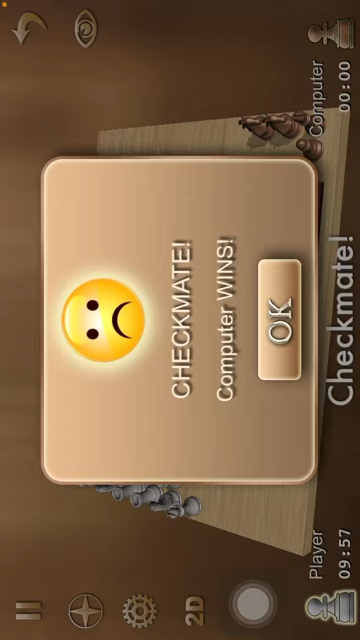 CHECKMATE!
Computer WINS!
OK
2D
Player
09:57
Checkmate!
Computer
00:00